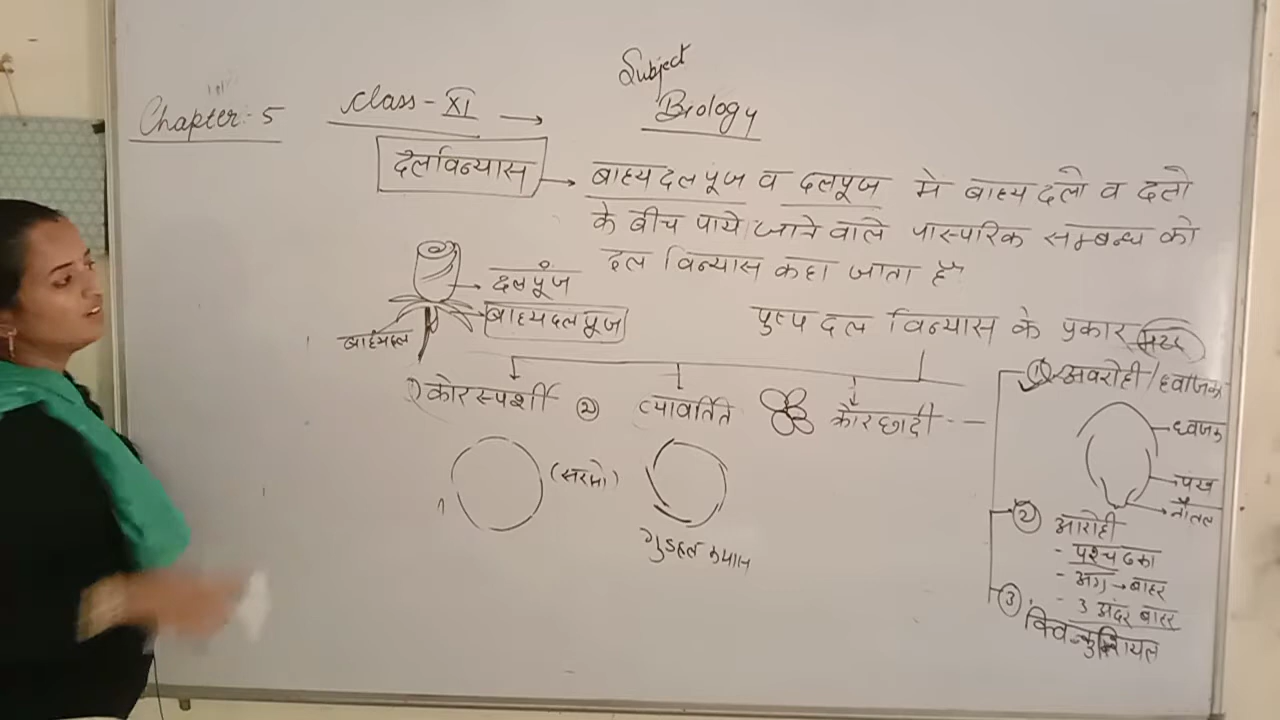 Subject
Chapter-5 Class-XI → Biology
दलविन्यास → बाह्यदलपूंज व दलपूंज मे बाह्य दलो व दलो
के बीच पाये जाने वाले पारस्परिक सम्बन्ध को
दल विन्यास कहा जाता है
दलपूंज
बाह्यदलपूंज
बाह्यदल
पुष्प दल विन्यास के प्रकार
1) कोरस्पर्शी ② व्यावर्तित कोरछादी
(सरसो)
गुडहल कपास
① अवरोही/ध्वजक
ध्वजक
पंख
नौतल
② आरोही
- पश्च ढका
- अग्र → बाहर
- 3 अंदर बाहर
③ क्विनकुन्शियल